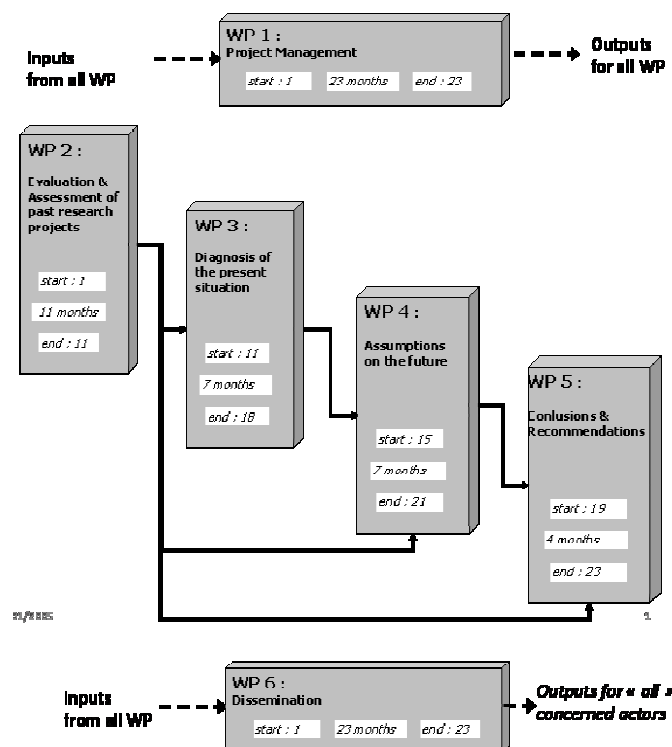 WP 1 :
Project Management
start : 1 23 months end : 23
Inputs
from all WP
Outputs
for all WP
WP 2 :
Evaluation &
Assessment of
past research
projects
start : 1
11 months
end : 11
WP 3 :
Diagnosis of
the present
situation
start : 11
7 months
end : 18
WP 4 :
Assumptions
on the future
start : 15
7 months
end : 21
WP 5 :
Conlusions &
Recommendations
start : 19
4 months
end : 23
1
Inputs
from all WP
WP 6 :
Dissemination
start : 1 23 months end : 23
Outputs for « all »
concerned actors